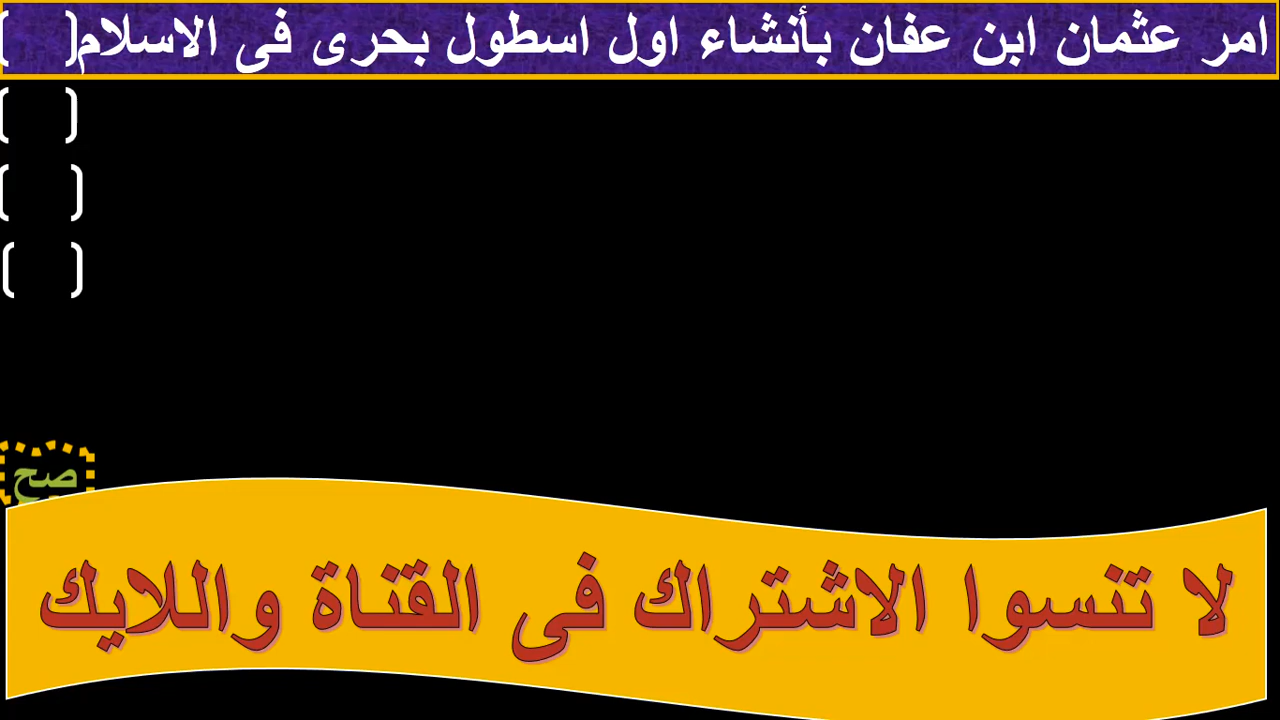 امر عثمان ابن عفان بأنشاء اول اسطول بحرى فى الاسلام(    )
(    )
(    )
(    )
صح
لا تنسوا الاشتراك فى القناة واللايك